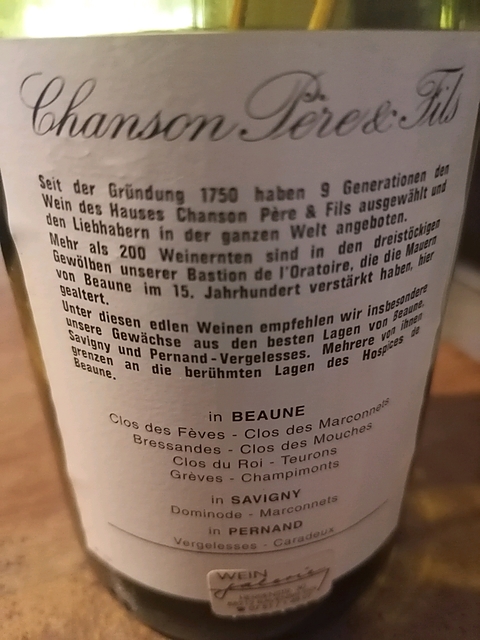 Chanson Père & Fils
Seit der Gründung 1750 haben 9 Generationen den
Wein des Hauses Chanson Père & Fils ausgewählt und
den Liebhabern in der ganzen Welt angeboten.
Mehr als 200 Weinernten sind in den dreistöckigen
Gewölben unserer Bastion de l'Oratoire, die die Mauern
von Beaune im 15. Jahrhundert verstärkt haben, hier
gealtert.
Unter diesen edlen Weinen empfehlen wir insbesondere
unsere Gewächse aus den besten Lagen von Beaune,
Savigny und Pernand-Vergelesses. Mehrere von ihnen
grenzen an die berühmten Lagen des Hospices de
Beaune.
in BEAUNE
Clos des Fèves - Clos des Marconnets
Bressandes - Clos des Mouches
Clos du Roi - Teurons
Grèves - Champimonts
in SAVIGNY
Dominode - Marconnets
in PERNAND
Vergelesses - Caradeux
WEIN
galerie